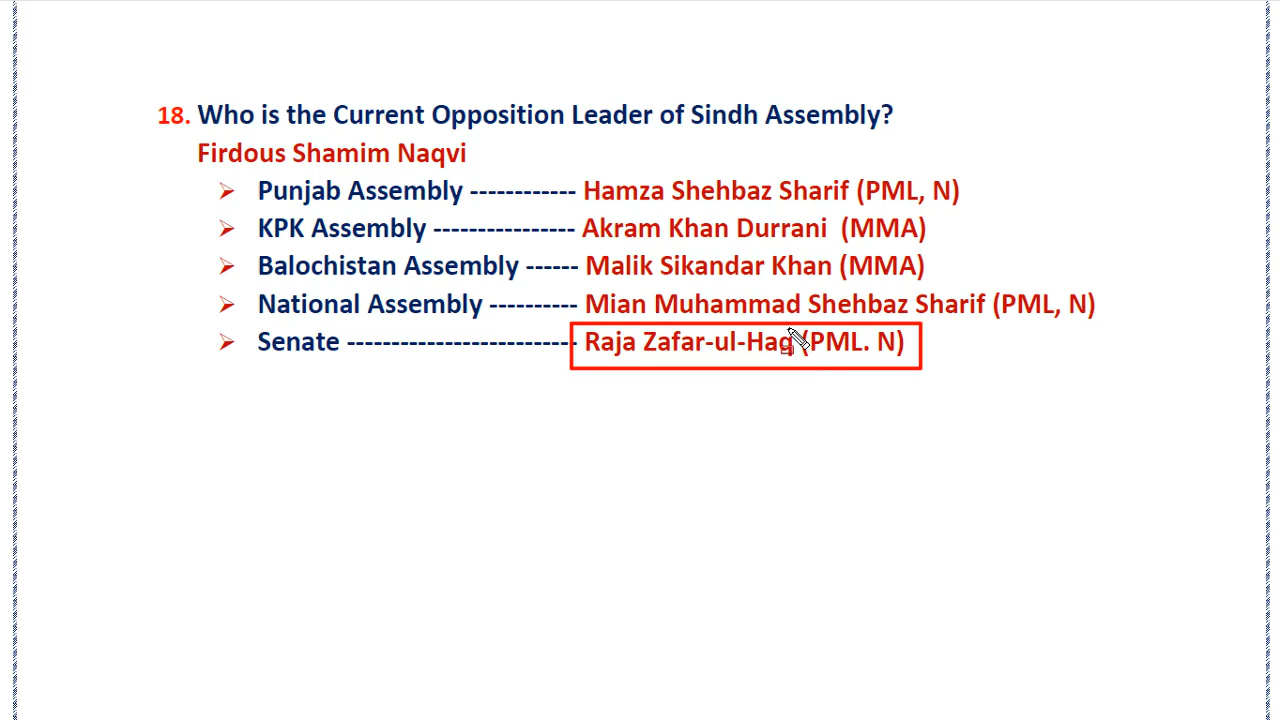 18. Who is the Current Opposition Leader of Sindh Assembly?
Firdous Shamim Naqvi
Punjab Assembly ------------ Hamza Shehbaz Sharif (PML, N)
KPK Assembly ---------------- Akram Khan Durrani (MMA)
Balochistan Assembly ------ Malik Sikandar Khan (MMA)
National Assembly ---------- Mian Muhammad Shehbaz Sharif (PML, N)
Senate -------------------------- Raja Zafar-ul-Haq (PML. N)